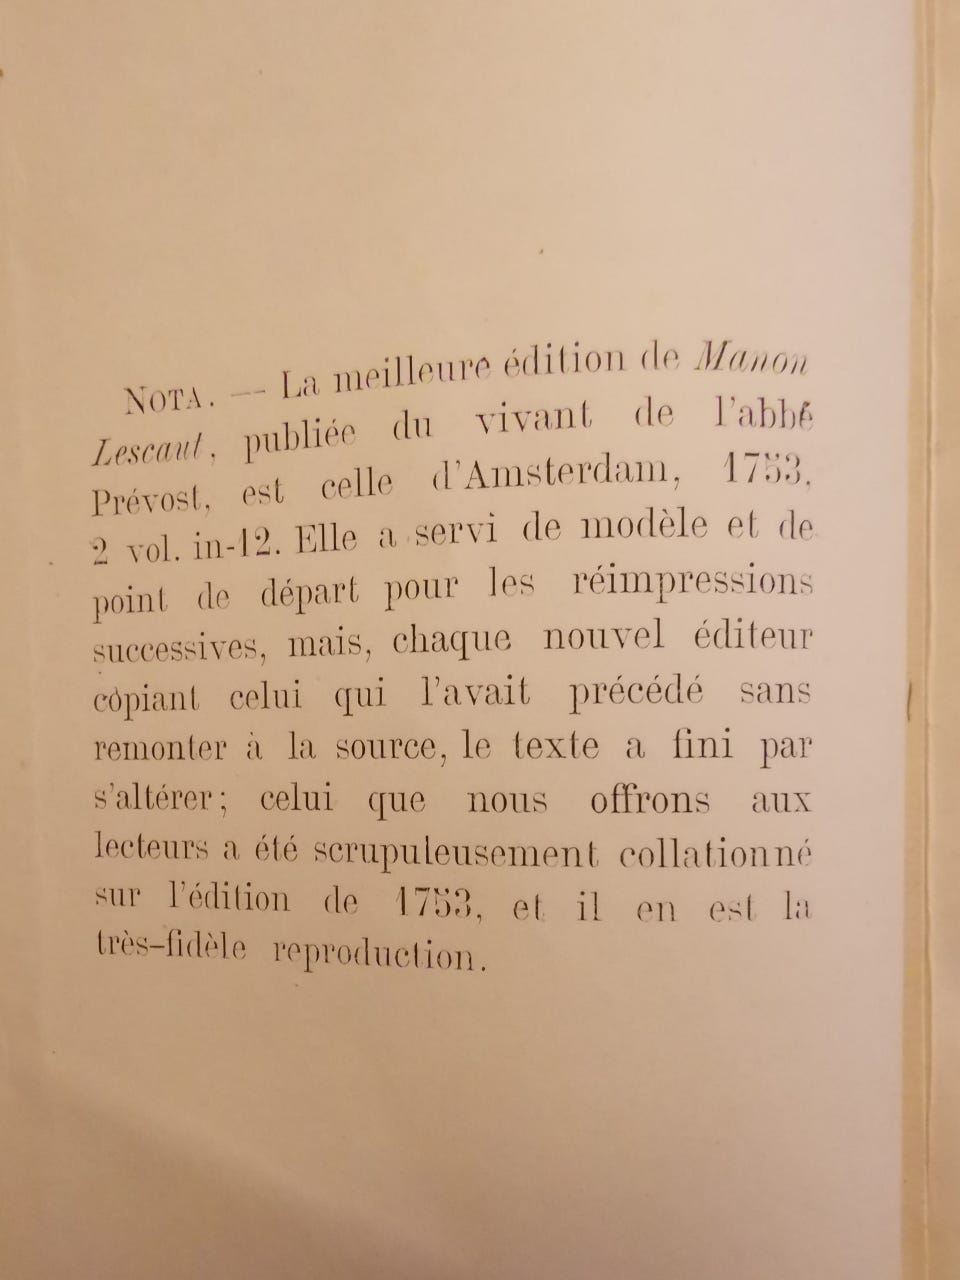 NOTA. — La meilleure édition de Manon
Lescaut, publiée du vivant de l'abbé
Prévost, est celle d'Amsterdam, 1753,
2 vol. in-12. Elle a servi de modèle et de
point de départ pour les réimpressions
successives, mais, chaque nouvel éditeur
copiant celui qui l'avait précédé sans
remonter à la source, le texte a fini par
s'altérer; celui que nous offrons aux
lecteurs a été scrupuleusement collationné
sur l'édition de 1753, et il en est la
très-fidèle reproduction.